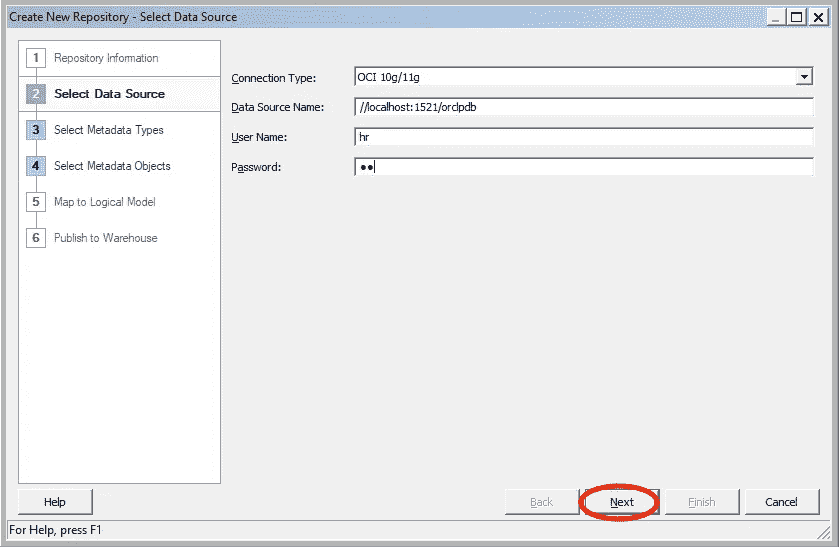 Create New Repository - Select Data Source
1 Repository Information
2 Select Data Source
3 Select Metadata Types
4 Select Metadata Objects
5 Map to Logical Model
6 Publish to Warehouse
Connection Type: OCI 10g/11g
Data Source Name: //localhost:1521/orclpdb
User Name: hr
Password: ●●
Help Back Next Finish Cancel
For Help, press F1